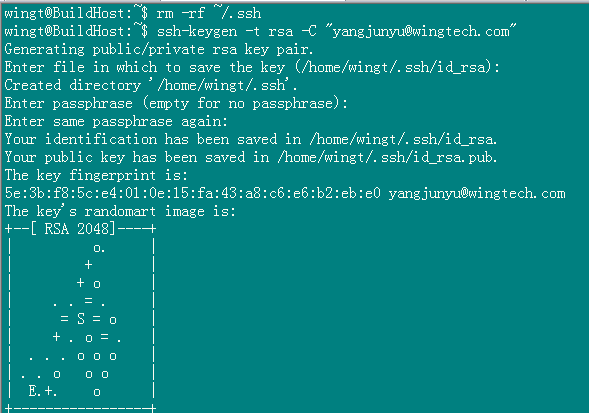 wingt@BuildHost:~$ rm -rf ~/.ssh
wingt@BuildHost:~$ ssh-keygen -t rsa -C "yangjunyu@wingtech.com"
Generating public/private rsa key pair.
Enter file in which to save the key (/home/wingt/.ssh/id_rsa):
Created directory '/home/wingt/.ssh'.
Enter passphrase (empty for no passphrase):
Enter same passphrase again:
Your identification has been saved in /home/wingt/.ssh/id_rsa.
Your public key has been saved in /home/wingt/.ssh/id_rsa.pub.
The key fingerprint is:
5e:3b:f8:5c:e4:01:0e:15:fa:43:a8:c6:e6:b2:eb:e0 yangjunyu@wingtech.com
The key's randomart image is:
+--[ RSA 2048]----+
|          o.     |
|         +       |
|        + o      |
|     . . = .     |
|      = S = o    |
|     + . o = .   |
|  . . . o o o    |
| . . o   o o     |
|  E.+.    o      |
+-----------------+